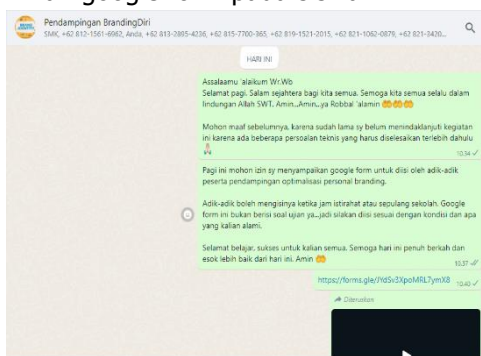 Pendampingan BrandingDiri
SMK, +62 812-1561-6962, Anda, +62 813-2895-4236, +62 815-7700-365, +62 819-1521-2015, +62 821-1062-0879, +62 821-3420...
HARI INI
Assalaamu 'alaikum Wr.Wb
Selamat pagi. Salam sejahtera bagi kita semua. Semoga kita semua selalu dalam
lindungan Allah SWT, Amin...Amin...ya Robbal 'alamin 🤲🤲🤲
Mohon maaf sebelumnya, karena sudah lama sy belum menindaklanjuti kegiatan
ini karena ada beberapa persoalan teknis yang harus diselesaikan terlebih dahulu
🙏
10.34 ✓
Pagi ini mohon izin sy menyampaikan google form untuk diisi oleh adik-adik
peserta pendampingan optimalisasi personal branding.
Adik-adik boleh mengisinya ketika jam istirahat atau sepulang sekolah. Google
form ini bukan berisi soal ujian ya...jadi silakan diisi sesuai dengan kondisi dan apa
yang kalian alami.
Selamat belajar, sukses untuk kalian semua. Semoga hari ini penuh berkah dan
esok lebih baik dari hari ini. Amin 🤲
10.37 ✓✓
https://forms.gle/JYdSv3XpoMRL7ymX8 10.40 ✓
Diteruskan